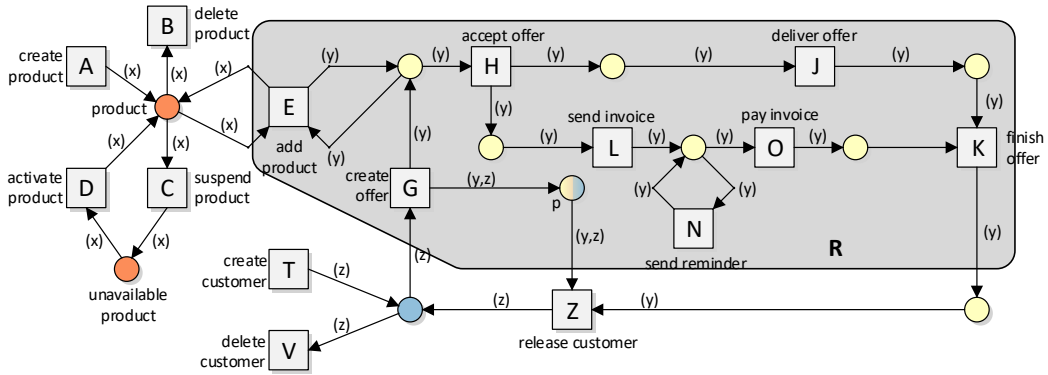 B
delete
product
create
product
A
(x)
(x)
(x)
(y)
(y)
accept offer
H
(y)
(y)
deliver offer
J
(y)
product
E
(x)
(y)
(y)
add
product
(x)
(x)
(y)
(y)
send invoice
L
(y)
pay invoice
O
(y)
K
finish
offer
activate
product
D
C
suspend
product
create
offer
G
(y,z)
p
(y)
(y)
N
send reminder
(x)
(x)
(y,z)
R
(y)
(z)
unavailable
product
create
customer
T
(z)
(z)
Z
(y)
release customer
delete
customer
V
(z)